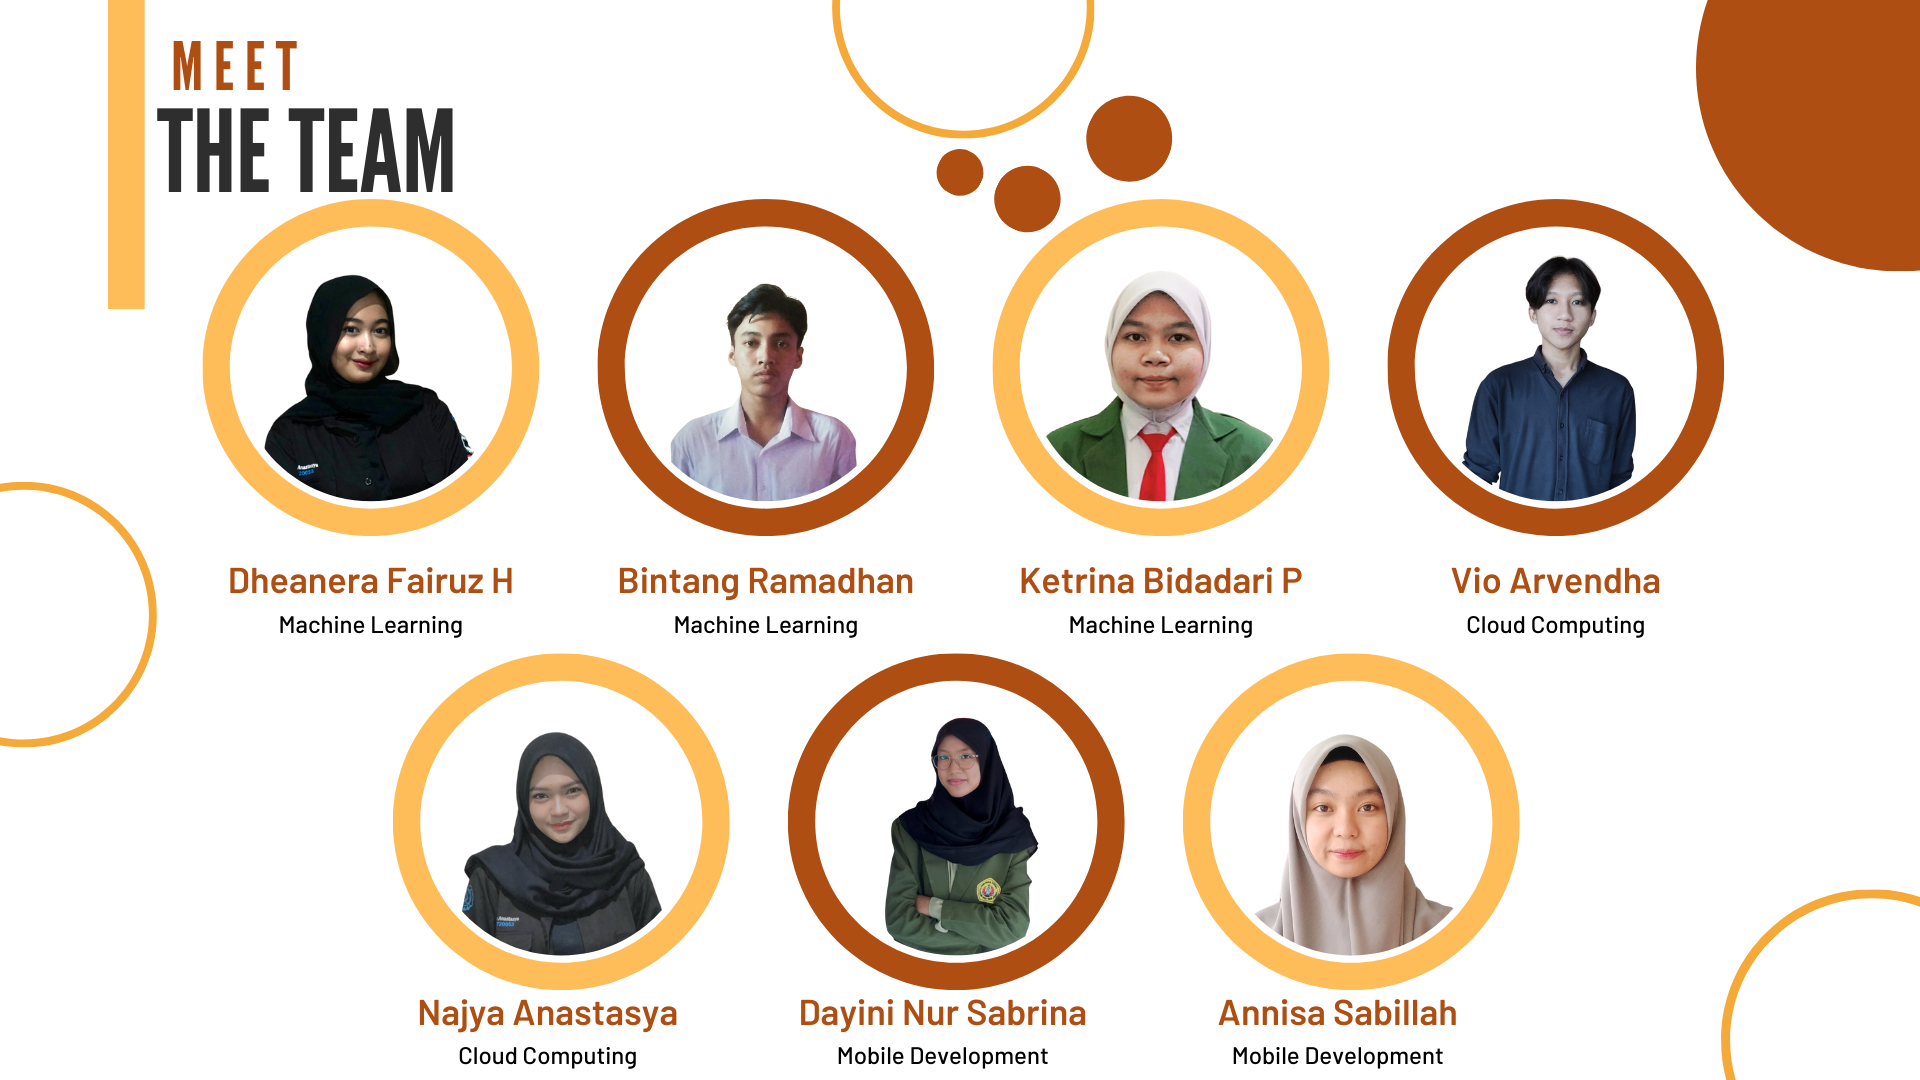 MEET
THE TEAM
Dheanera Fairuz H
Machine Learning
Bintang Ramadhan
Machine Learning
Ketrina Bidadari P
Machine Learning
Vio Arvendha
Cloud Computing
Najya Anastasya
Cloud Computing
Dayini Nur Sabrina
Mobile Development
Annisa Sabillah
Mobile Development